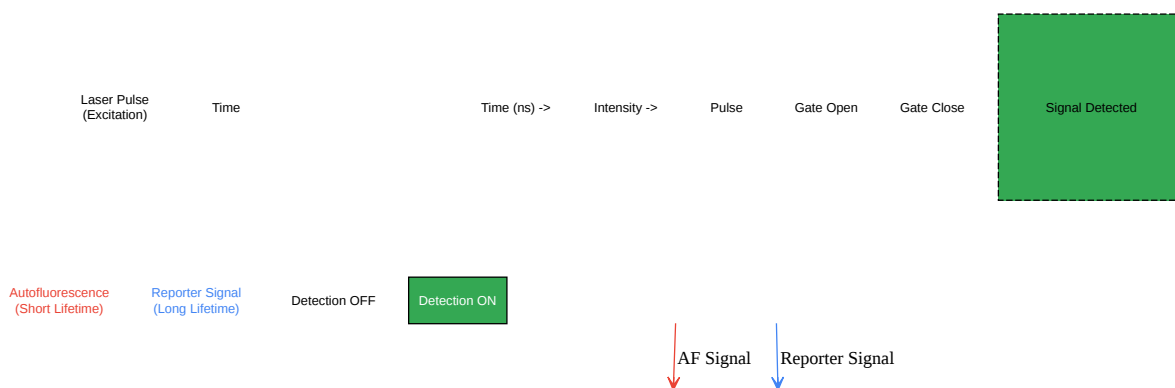 Laser Pulse
(Excitation)
Time
Time (ns) ->
Intensity ->
Pulse
Gate Open
Gate Close
Signal Detected
Autofluorescence
(Short Lifetime)
Reporter Signal
(Long Lifetime)
Detection OFF
Detection ON
AF Signal
Reporter Signal